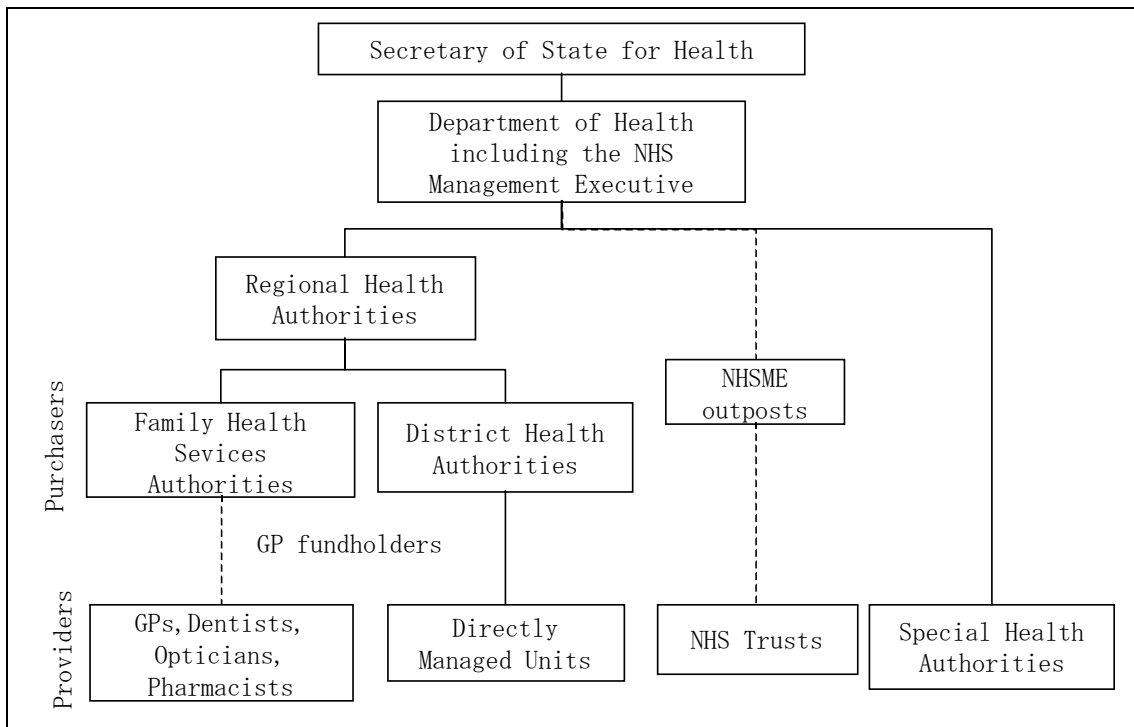 Secretary of State for Health
Department of Health
including the NHS
Management Executive
Regional Health
Authorities
NHSME
outposts
Purchasers
Family Health
Sevices
Authorities
District Health
Authorities
GP fundholders
Providers
GPs,Dentists,
Opticians,
Pharmacists
Directly
Managed Units
NHS Trusts
Special Health
Authorities